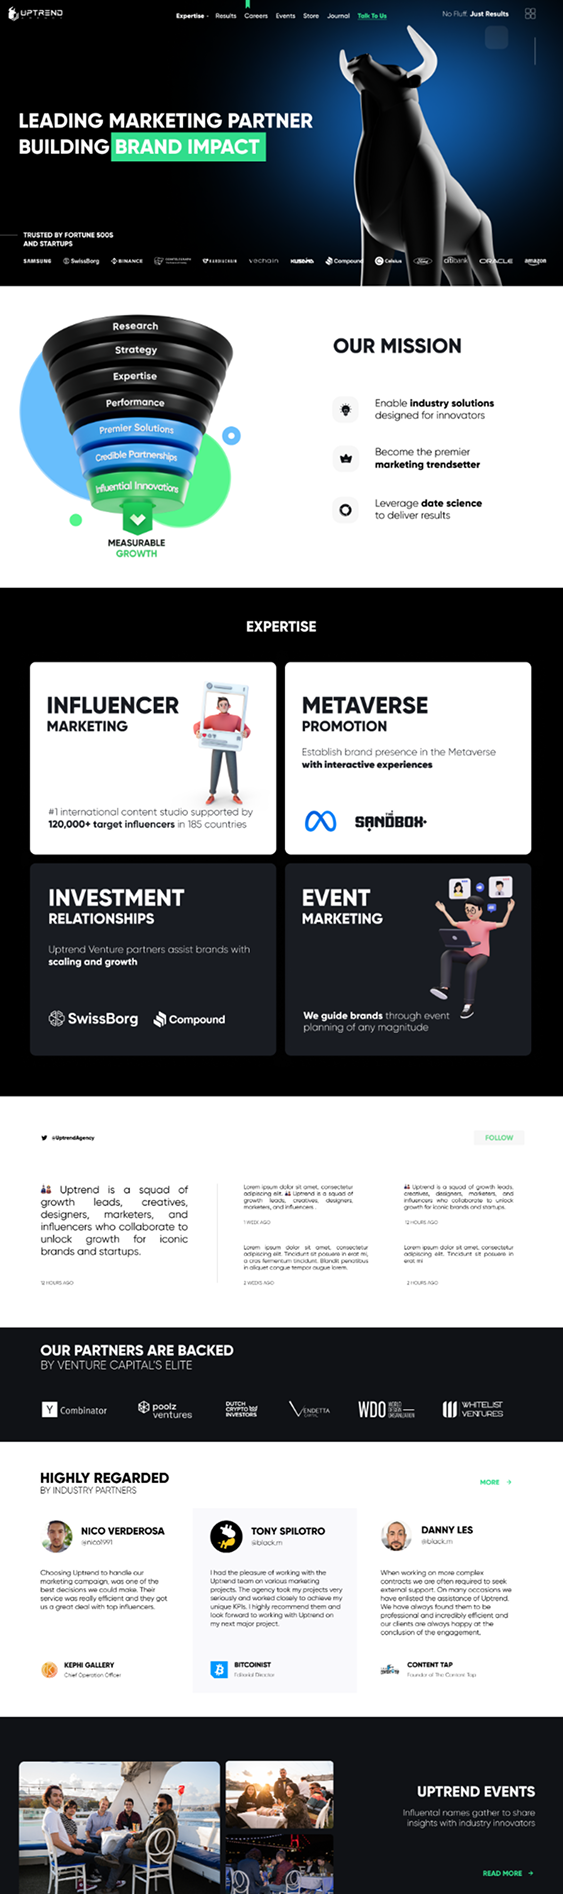 UPTREND
Expertise
Results
Careers
Events
Store
Journal
Talk To Us
No Fluff. Just Results
LEADING MARKETING PARTNER
BUILDING BRAND IMPACT
TRUSTED BY FORTUNE 500S
AND STARTUPS
SAMSUNG
SwissBorg
BINANCE
vechain
KUSAMA
Compound
Celsius
Ford
citibank
ORACLE
amazon
Research
Strategy
Expertise
Performance
Premier Solutions
Credible Partnerships
Influential Innovations
MEASURABLE
GROWTH
OUR MISSION
Enable industry solutions
designed for innovators
Become the premier
marketing trendsetter
Leverage date science
to deliver results
EXPERTISE
INFLUENCER
MARKETING
#1 international content studio supported by
120,000+ target influencers in 185 countries
METAVERSE
PROMOTION
Establish brand presence in the Metaverse
with interactive experiences
THE
SANDBOX
INVESTMENT
RELATIONSHIPS
Uptrend Venture partners assist brands with
scaling and growth
SwissBorg
Compound
EVENT
MARKETING
We guide brands through event
planning of any magnitude
@UptrendAgency
FOLLOW
Uptrend is a squad of
growth leads, creatives,
designers, marketers, and
influencers who collaborate to
unlock growth for iconic
brands and startups.
12 HOURS AGO
Lorem ipsum dolor sit amet, consectetur
adipiscing elit. Uptrend is a squad of
growth leads, creatives, designers,
marketers, and influencers .
1 WEEK AGO
Uptrend is a squad of growth leads,
creatives, designers, marketers, and
influencers who collaborate to unlock
growth for iconic brands and startups.
12 HOURS AGO
Lorem ipsum dolor sit amet, consectetur
adipiscing elit. Tincidunt sit posuere in erat mi,
a cras fermentum tincidunt. Blandit penatibus
in aliquet congue tempor augue lorem.
2 WEEKS AGO
Lorem ipsum dolor sit amet, consectetur
adipiscing elit. Tincidunt sit posuere in
erat mi
2 HOURS AGO
OUR PARTNERS ARE BACKED
BY VENTURE CAPITAL'S ELITE
Y Combinator
poolz
ventures
DUTCH
CRYPTO
INVESTORS
VENDETTA
WDO WORLD
DESIGN
ORGANIZATION
WHITELIST
VENTURES
HIGHLY REGARDED
BY INDUSTRY PARTNERS
MORE
NICO VERDEROSA
@nico1991
Choosing Uptrend to handle our
marketing campaign, was one of the
best decisions we could make. Their
service was really efficient and they got
us a great deal with top influencers.
KEPHI GALLERY
Chief Operation Officer
TONY SPILOTRO
@black.m
I had the pleasure of working with the
Uptrend team on various marketing
projects. The agency took my projects very
seriously and worked closely to achieve my
unique KPIs. I highly recommend them and
look forward to working with Uptrend on
my next major project.
BITCOINIST
Editorial Director
DANNY LES
@black.m
When working on more complex
contracts we are often required to seek
external support. On many occasions we
have enlisted the assistance of Uptrend.
We have always found them to be
professional and incredibly efficient and
our clients are always happy at the
conclusion of the engagement.
CONTENT TAP
Founder of The Content Tap
UPTREND EVENTS
Influental names gather to share
insights with industry innovators
READ MORE